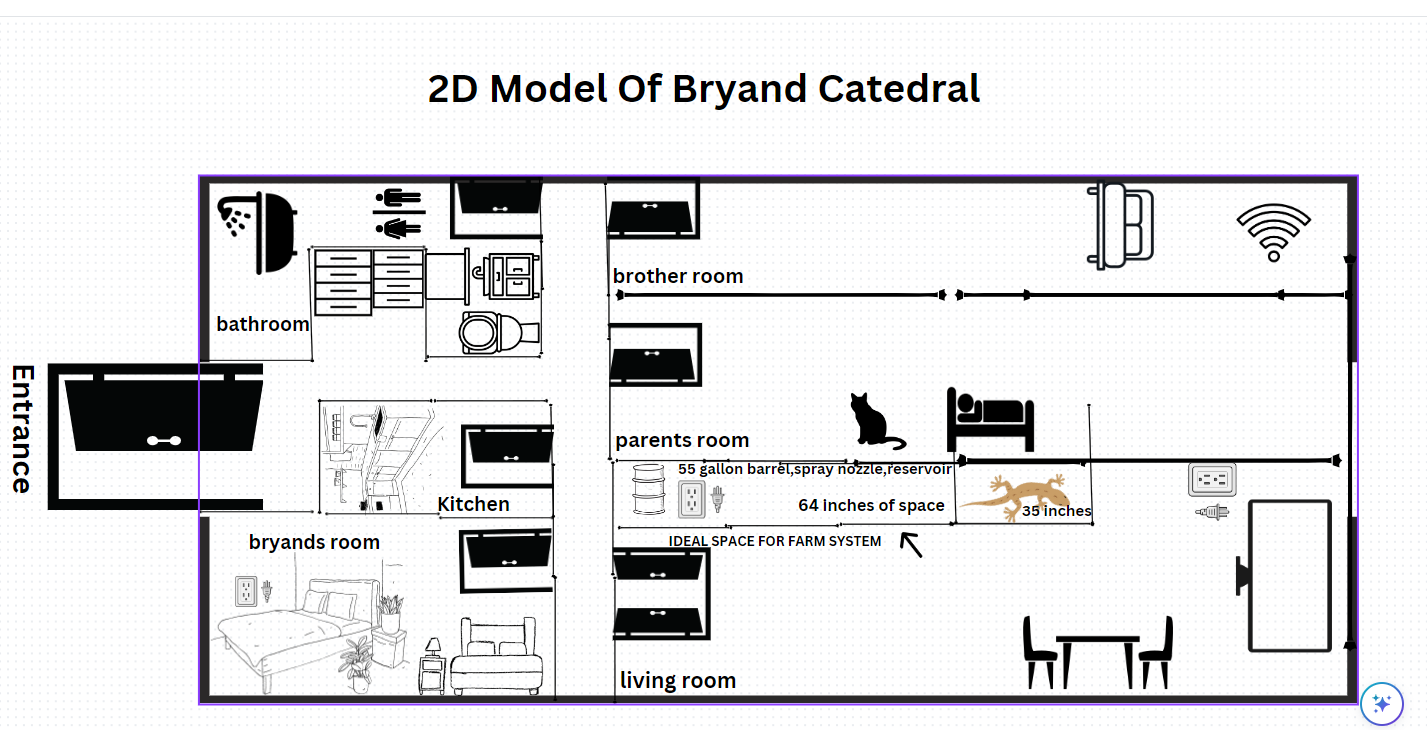 2D Model Of Bryand Catedral
brother room
bathroom
Entrance
parents room
55 gallon barrel,spray nozzle,reservoir
64 inches of space
35 inches
Kitchen
IDEAL SPACE FOR FARM SYSTEM
bryands room
living room